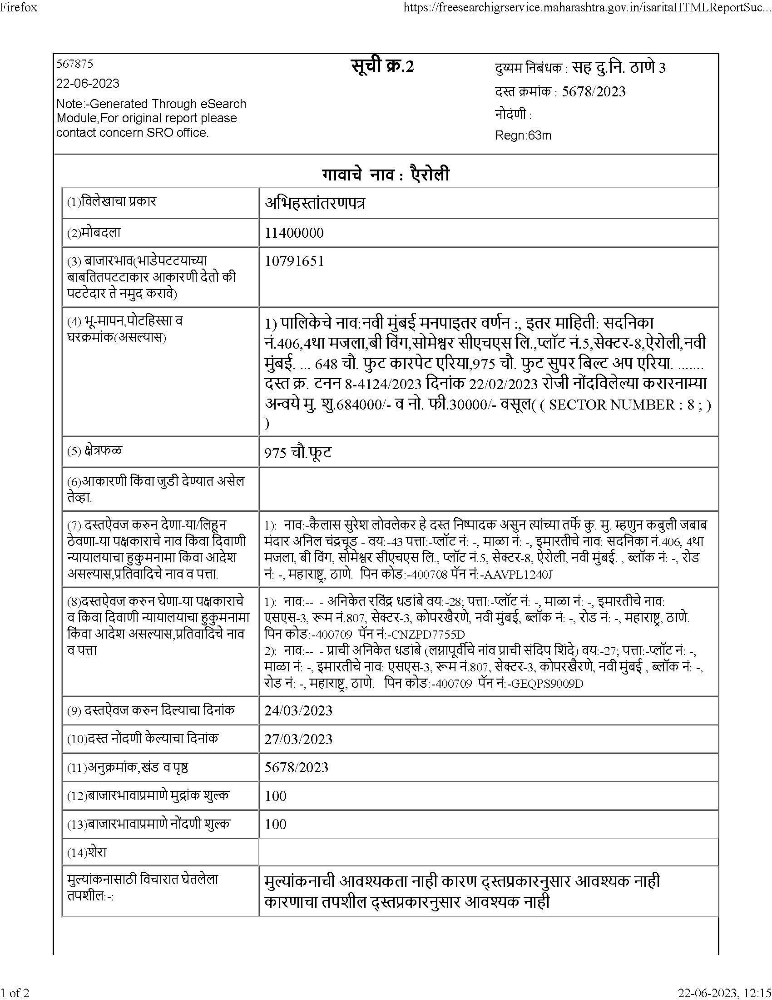 Firefox
https://freesearchigrservice.maharashtra.gov.in/isaritaHTMLReportSuc...
567875
22-06-2023
Note:-Generated Through eSearch
Module,For original report please
contact concern SRO office.
सूची क्र.2
दुय्यम निबंधक : सह दु.नि. ठाणे 3
दस्त क्रमांक : 5678/2023
नोदंणी :
Regn:63m
गावाचे नाव : ऐरोली
(1)विलेखाचा प्रकार
अभिहस्तांतरणपत्र
(2)मोबदला
11400000
(3) बाजारभाव(भाडेपटटयाच्या
बाबतितपटटाकार आकारणी देतो की
पटटेदार ते नमुद करावे)
10791651
(4) भू-मापन,पोटहिस्सा व
घरक्रमांक(असल्यास)
1) पालिकेचे नाव:नवी मुंबई मनपाइतर वर्णन :, इतर माहिती: सदनिका
नं.406,4था मजला,बी विंग,सोमेश्वर सीएचएस लि.,प्लॉट नं.5,सेक्टर-8,ऐरोली,नवी
मुंबई. ... 648 चौ. फुट कारपेट एरिया,975 चौ. फुट सुपर बिल्ट अप एरिया. .......
दस्त क्र. टनन 8-4124/2023 दिनांक 22/02/2023 रोजी नोंदविलेल्या करारनाम्या
अन्वये मु. शु.684000/- व नो. फी.30000/- वसूल( ( SECTOR NUMBER : 8 ; )
)
(5) क्षेत्रफळ
975 चौ.फूट
(6)आकारणी किंवा जुडी देण्यात असेल
तेव्हा.
(7) दस्तऐवज करुन देणा-या/लिहून
ठेवणा-या पक्षकाराचे नाव किंवा दिवाणी
न्यायालयाचा हुकुमनामा किंवा आदेश
असल्यास,प्रतिवादिचे नाव व पत्ता.
1): नाव:-कैलास सुरेश लोवलेकर हे दस्त निष्पादक असुन त्यांच्या तर्फे कु. मु. म्हणुन कबुली जबाब
मंदार अनिल चंद्रचूड - वय:-43 पत्ता:-प्लॉट नं: -, माळा नं: -, इमारतीचे नाव: सदनिका नं.406, 4था
मजला, बी विंग, सोमेश्वर सीएचएस लि., प्लॉट नं.5, सेक्टर-8, ऐरोली, नवी मुंबई. , ब्लॉक नं: -, रोड
नं: -, महाराष्ट्र, ठाणे. पिन कोड:-400708 पॅन नं:-AAVPL1240J
(8)दस्तऐवज करुन घेणा-या पक्षकाराचे
व किंवा दिवाणी न्यायालयाचा हुकुमनामा
किंवा आदेश असल्यास,प्रतिवादिचे नाव
व पत्ता
1): नाव:-- - अनिकेत रविंद्र धडांबे वय:-28; पत्ता:-प्लॉट नं: -, माळा नं: -, इमारतीचे नाव:
एसएस-3, रूम नं.807, सेक्टर-3, कोपरखैरणे, नवी मुंबई, ब्लॉक नं: -, रोड नं: -, महाराष्ट्र, ठाणे.
पिन कोड:-400709 पॅन नं:-CNZPD7755D
2): नाव:-- - प्राची अनिकेत धडांबे (लग्नापूर्वीचे नांव प्राची संदिप शिंदे) वय:-27; पत्ता:-प्लॉट नं: -,
माळा नं: -, इमारतीचे नाव: एसएस-3, रूम नं.807, सेक्टर-3, कोपरखैरणे, नवी मुंबई , ब्लॉक नं: -,
रोड नं: -, महाराष्ट्र, ठाणे. पिन कोड:-400709 पॅन नं:-GEQPS9009D
(9) दस्तऐवज करुन दिल्याचा दिनांक
24/03/2023
(10)दस्त नोंदणी केल्याचा दिनांक
27/03/2023
(11)अनुक्रमांक,खंड व पृष्ठ
5678/2023
(12)बाजारभावाप्रमाणे मुद्रांक शुल्क
100
(13)बाजारभावाप्रमाणे नोंदणी शुल्क
100
(14)शेरा
मुल्यांकनासाठी विचारात घेतलेला
तपशील:-:
मुल्यांकनाची आवश्यकता नाही कारण द्स्तप्रकारनुसार आवश्यक नाही
कारणाचा तपशील द्स्तप्रकारनुसार आवश्यक नाही
1 of 2
22-06-2023, 12:15